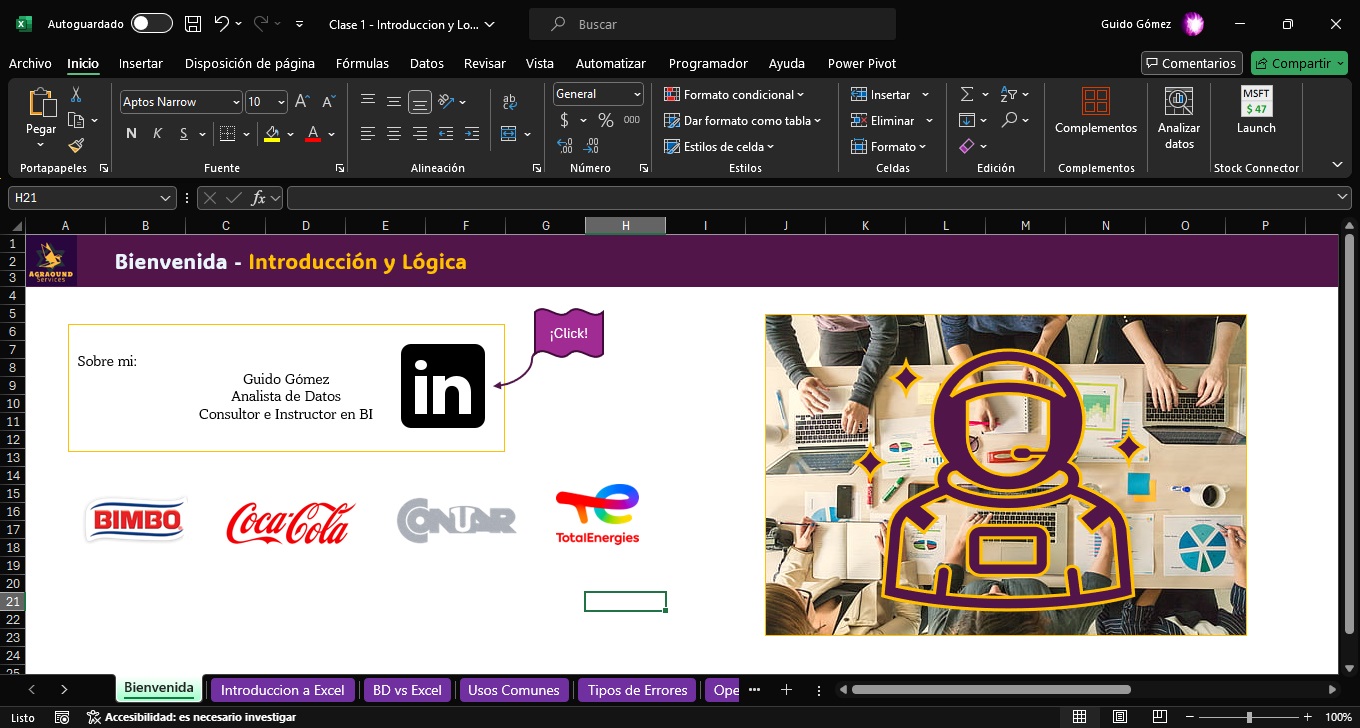 Autoguardado
Clase 1 - Introduccion y Lo...
Buscar
Guido Gómez
Archivo Inicio Insertar Disposición de página Fórmulas Datos Revisar Vista Automatizar Programador Ayuda Power Pivot
Comentarios Compartir
Pegar
Portapapeles
Aptos Narrow 10
N K S
A A
Fuente
ab
Alineación
General
$ % 000
Número
Formato condicional
Dar formato como tabla
Estilos de celda
Estilos
Insertar
Eliminar
Formato
Celdas
Edición
Complementos
Complementos
Analizar
datos
MSFT
$ 47
Launch
Stock Connector
H21
fx
A B C D E F G H I J K L M N O P
1
2
3
4
5
6
7
8
9
10
11
12
13
14
15
16
17
18
19
20
21
22
23
24
25
AGRAOUND
Services
Bienvenida - Introducción y Lógica
¡Click!
Sobre mi:
Guido Gómez
Analista de Datos
Consultor e Instructor en BI
in
BIMBO
Coca-Cola
CONUAR
TotalEnergies
Bienvenida Introduccion a Excel BD vs Excel Usos Comunes Tipos de Errores Ope
Listo
Accesibilidad: es necesario investigar
100%